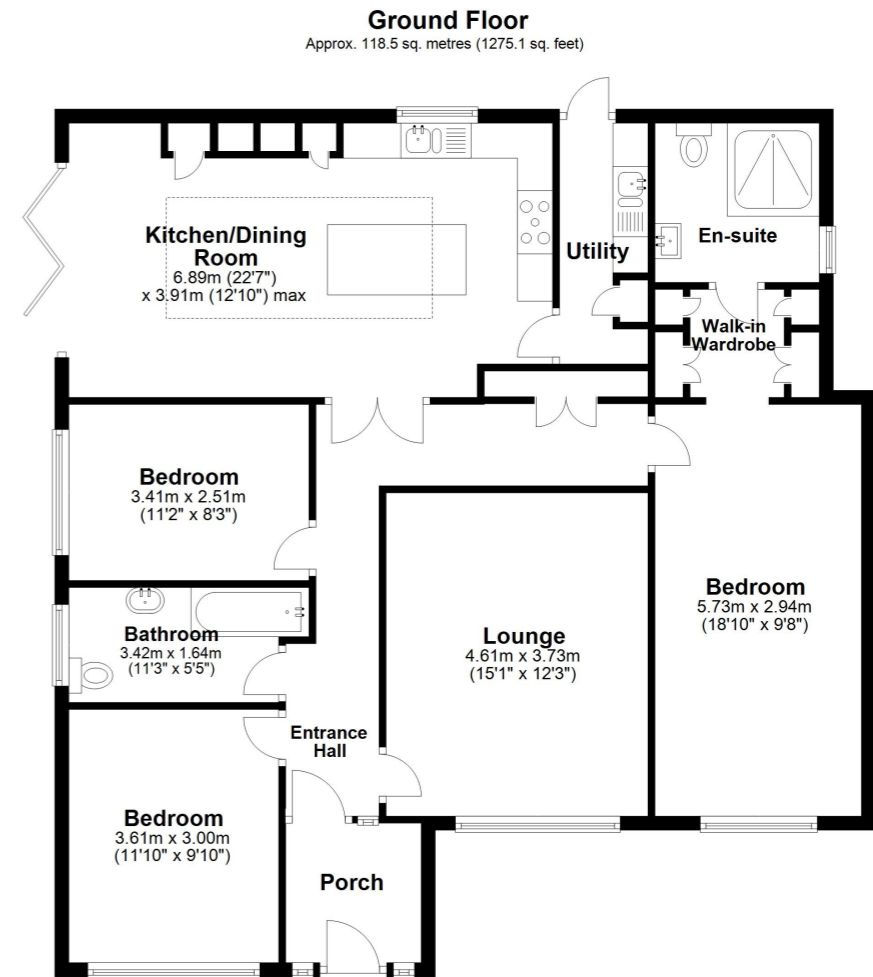 Ground Floor
Approx. 118.5 sq. metres (1275.1 sq. feet)
Kitchen/Dining
Room
6.89m (22'7")
x 3.91m (12'10") max
Utility
En-suite
Walk-in
Wardrobe
Bedroom
3.41m x 2.51m
(11'2" x 8'3")
Bedroom
5.73m x 2.94m
(18'10" x 9'8")
Bathroom
3.42m x 1.64m
(11'3" x 5'5")
Lounge
4.61m x 3.73m
(15'1" x 12'3")
Entrance
Hall
Bedroom
3.61m x 3.00m
(11'10" x 9'10")
Porch